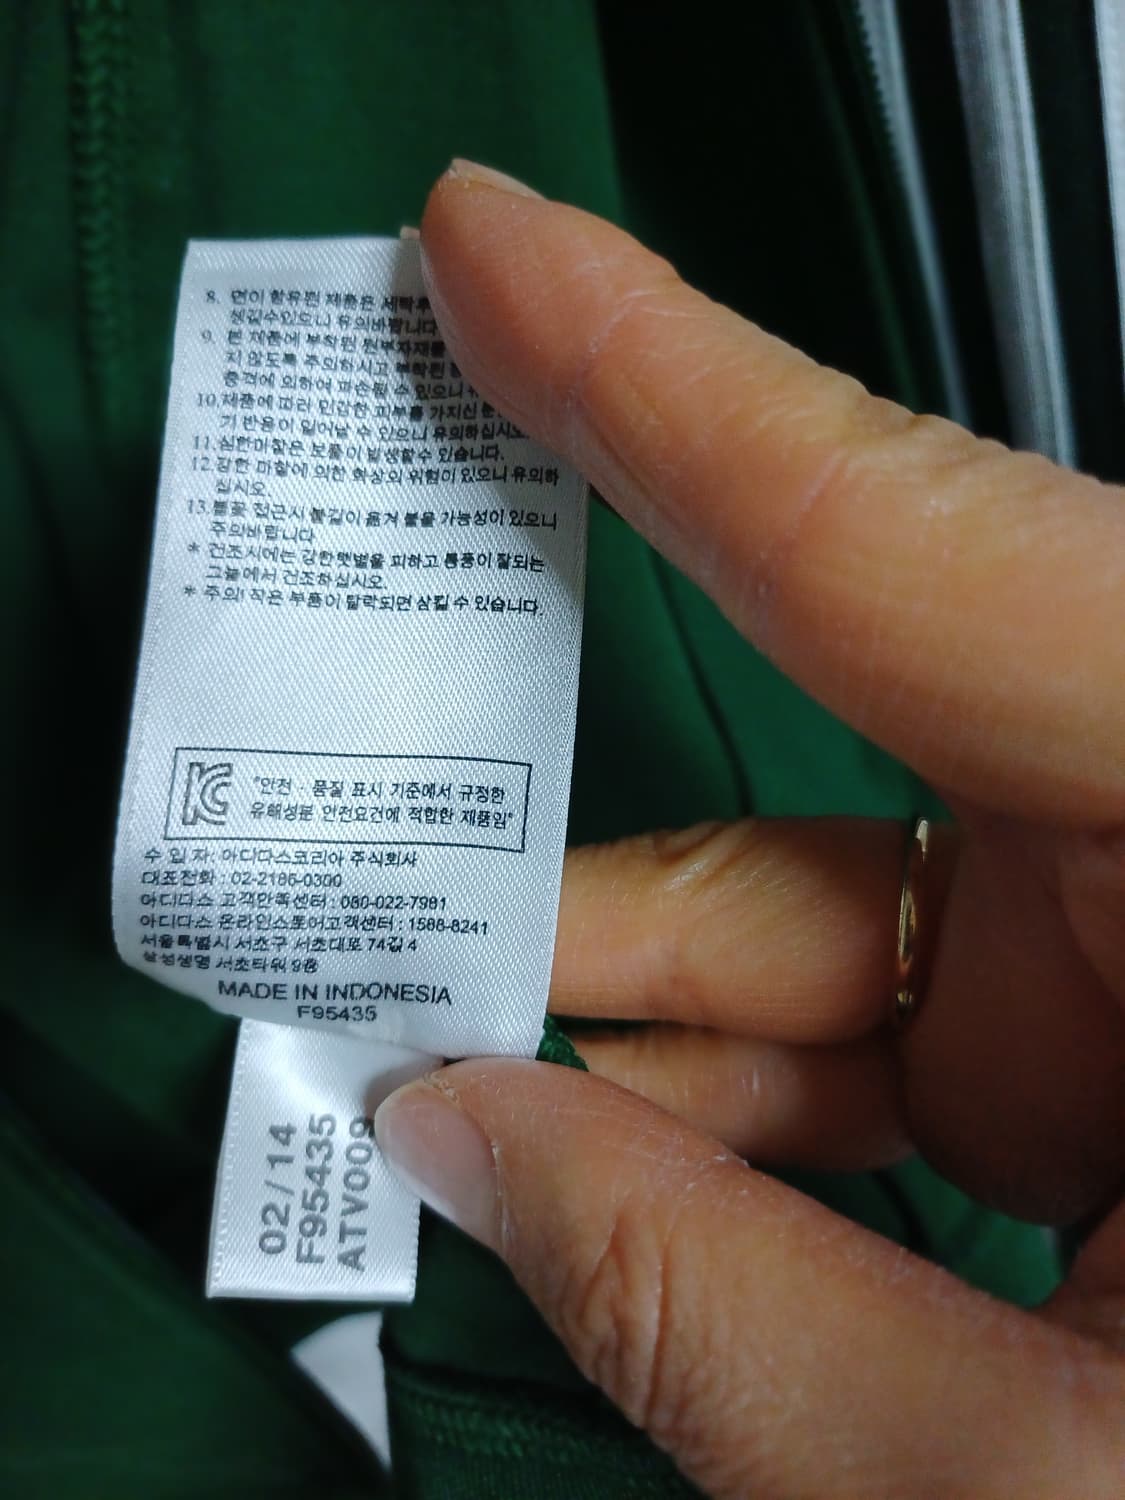 8. 면이 함유된 제품은 세탁후
생길수있으니 유의바랍니다
9. 본 제품에 부착된 원부자재를
지 않도록 주의하시고 부착된
충격에 의하여 파손될 수 있으니
10.제품에 따라 민감한 피부를 가지신
기 반응이 일어날 수 있으니 유의하십시오.
11.심한마찰은 보풀이 발생할수 있습니다.
12.강한 마찰에 의한 화상의 위험이 있으니 유의하
십시오.
13.불꽃 접근시 불길이 옮겨 붙을 가능성이 있으니
주의바랍니다
* 건조시에는 강한햇볕을 피하고 통풍이 잘되는
그늘에서 건조하십시오
* 주의! 작은 부품이 탈락되면 삼킬 수 있습니다.
KC
"안전 · 품질 표시 기준에서 규정한
유해성분 안전요건에 적합한 제품임"
수 입 자: 아디다스코리아 주식회사
대표전화 : 02-2186-0300
아디다스 고객만족센터 : 080-022-7981
아디다스 온라인스토어고객센터 : 1588-8241
서울특별시 서초구 서초대로 74길 4
삼성생명 서초타워 9층
MADE IN INDONESIA
F95435
02/14
F95435
ATV009